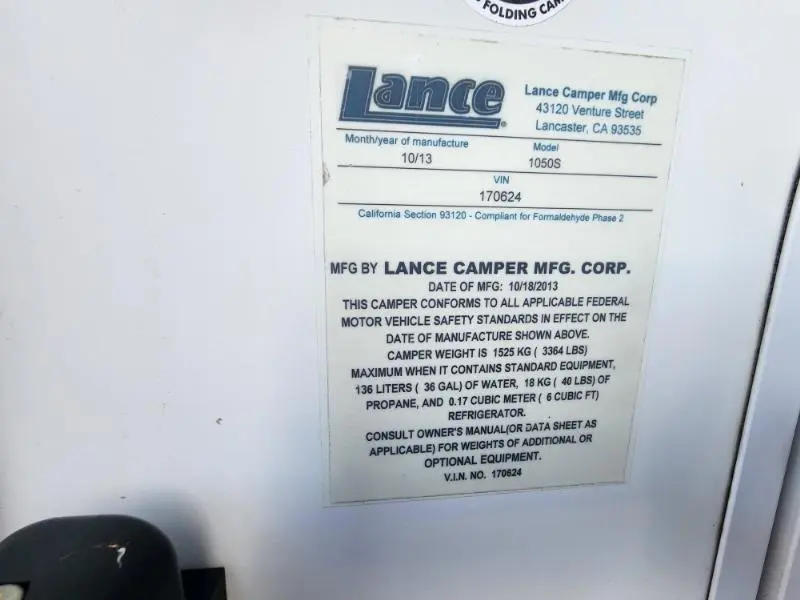 FOLDING
Lance
Lance Camper Mfg Corp
43120 Venture Street
Lancaster, CA 93535
Month/year of manufacture
10/13
Model
1050S
VIN
170624
California Section 93120 - Compliant for Formaldehyde Phase 2
MFG BY LANCE CAMPER MFG. CORP.
DATE OF MFG: 10/18/2013
THIS CAMPER CONFORMS TO ALL APPLICABLE FEDERAL
MOTOR VEHICLE SAFETY STANDARDS IN EFFECT ON THE
DATE OF MANUFACTURE SHOWN ABOVE.
CAMPER WEIGHT IS 1525 KG ( 3364 LBS)
MAXIMUM WHEN IT CONTAINS STANDARD EQUIPMENT,
136 LITERS ( 36 GAL) OF WATER, 18 KG ( 40 LBS) OF
PROPANE, AND 0.17 CUBIC METER ( 6 CUBIC FT)
REFRIGERATOR.
CONSULT OWNER'S MANUAL(OR DATA SHEET AS
APPLICABLE) FOR WEIGHTS OF ADDITIONAL OR
OPTIONAL EQUIPMENT.
V.I.N. NO. 170624